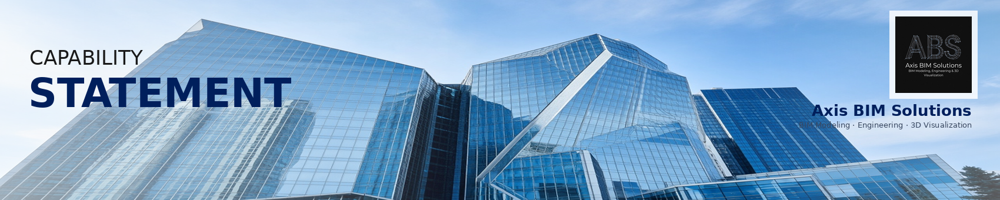 CAPABILITY
STATEMENT
ABS
Axis BIM Solutions
BIM Modeling, Engineering & 3D
Visualization
Axis BIM Solutions
BIM Modeling · Engineering · 3D Visualization